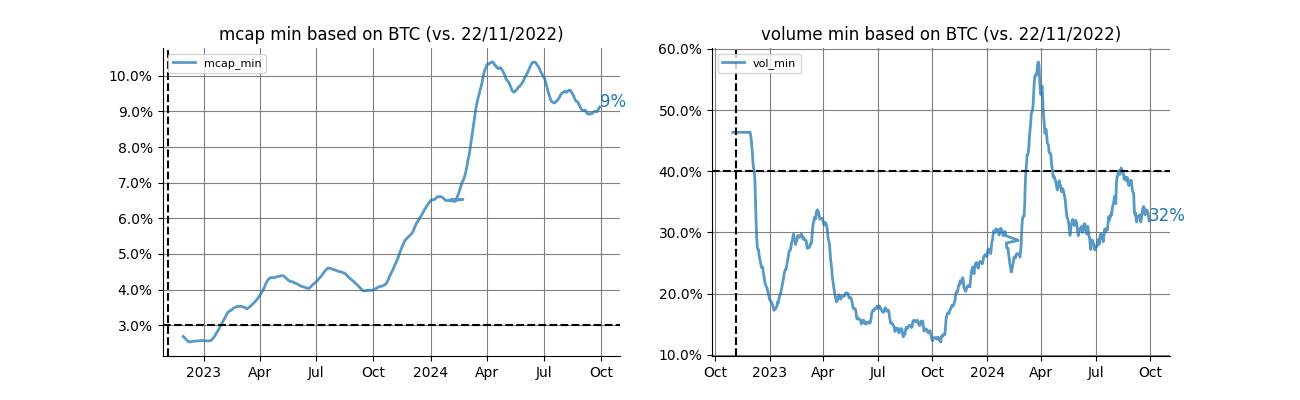 mcap min based on BTC (vs. 22/11/2022)
mcap_min
10.0%
9.0%
8.0%
7.0%
6.0%
5.0%
4.0%
3.0%
9%
2023 Apr Jul Oct 2024 Apr Jul Oct
volume min based on BTC (vs. 22/11/2022)
vol_min
60.0%
50.0%
40.0%
30.0%
20.0%
10.0%
32%
Oct 2023 Apr Jul Oct 2024 Apr Jul Oct